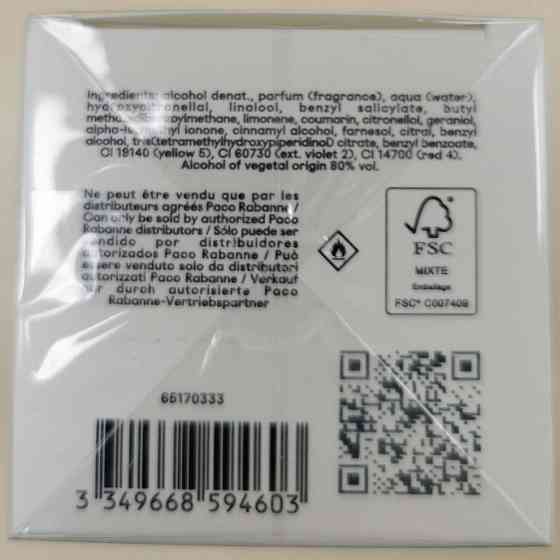 Ingredients: alcohol denat., parfum (fragrance), aqua (water),
hydroxycitronellal, linalool, benzyl salicylate, butyl
methoxydibenzoylmethane, limonene, coumarin, citronellol, geraniol,
alpha-isomethyl ionone, cinnamyl alcohol, farnesol, citral, benzyl
alcohol, tris(tetramethylhydroxypiperidinol) citrate, benzyl benzoate,
CI 19140 (yellow 5), CI 60730 (ext. violet 2), CI 14700 (red 4).
Alcohol of vegetal origin 80% vol.
Ne peut être vendu que par les
distributeurs agréés Paco Rabanne /
Can only be sold by authorized Paco
Rabanne distributors / Sólo puede ser
vendido por distribuidores
autorizados Paco Rabanne / Può
essere venduto solo da distributori
autorizzati Paco Rabanne / Verkauf
nur durch autorisierte Paco
Rabanne-Vertriebspartner
FSC
MIXTE
Emballage
FSC® C007409
65170333
3 349668 594603